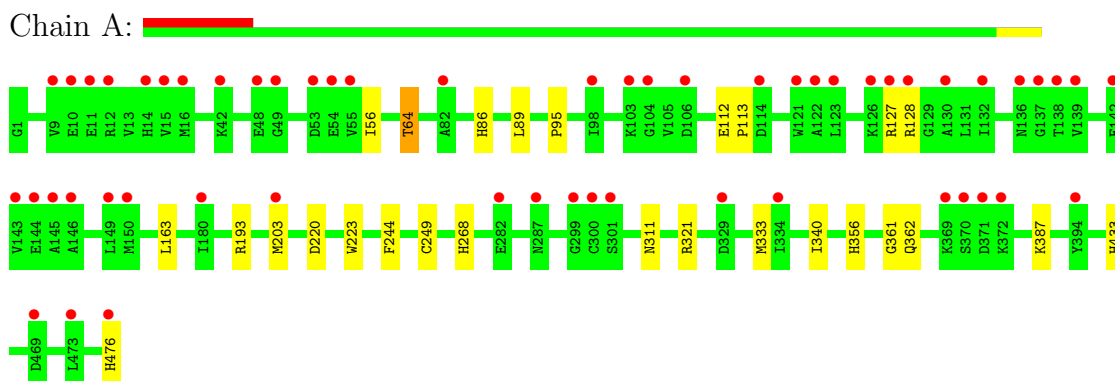 Chain A:
G1 V9 E10 E11 R12 V13 H14 V15 M16 K42 E48 G49 D53 E54 V55 I56 T64 A82 H86 L89 P95 I98 K103 G104 V105 D106 E112 P113 D114 W121 A122 L123 K126 R127 R128 G129 A130 L131 I132 N136 G137 T138 V139
V143 E144 A145 A146 L149 M150 L163 I180 R193 M203 D220 W223 F244 C249 H268 E282 N287 G299 C300 S301 N311 R321 D329 M333 I334 I340 H356 G361 Q362 K369 S370 D371 K372 K387 Y394
D469 L473 H476